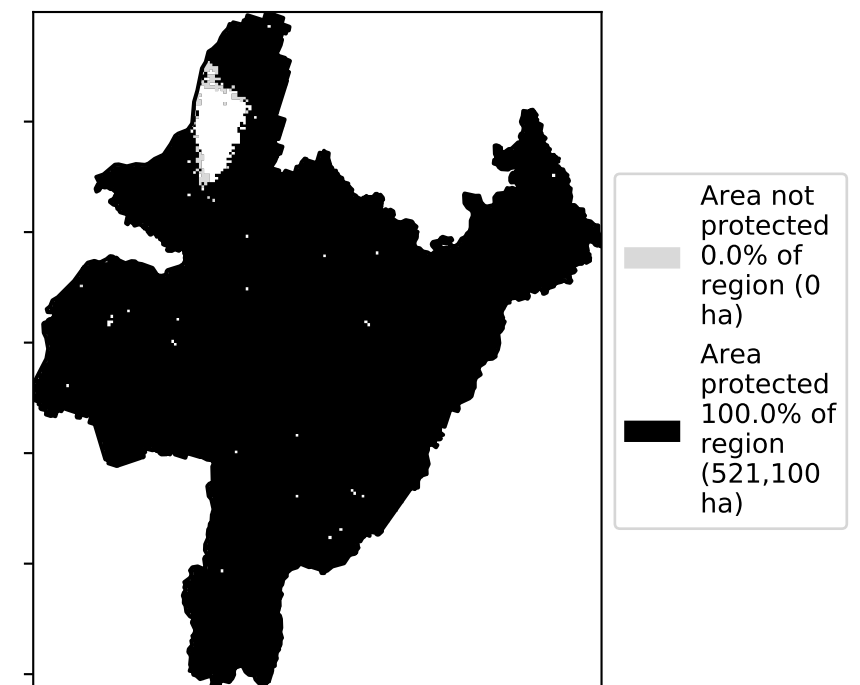 Area not
protected
0.0% of
region (0
ha)
Area
protected
100.0% of
region
(521,100
ha)